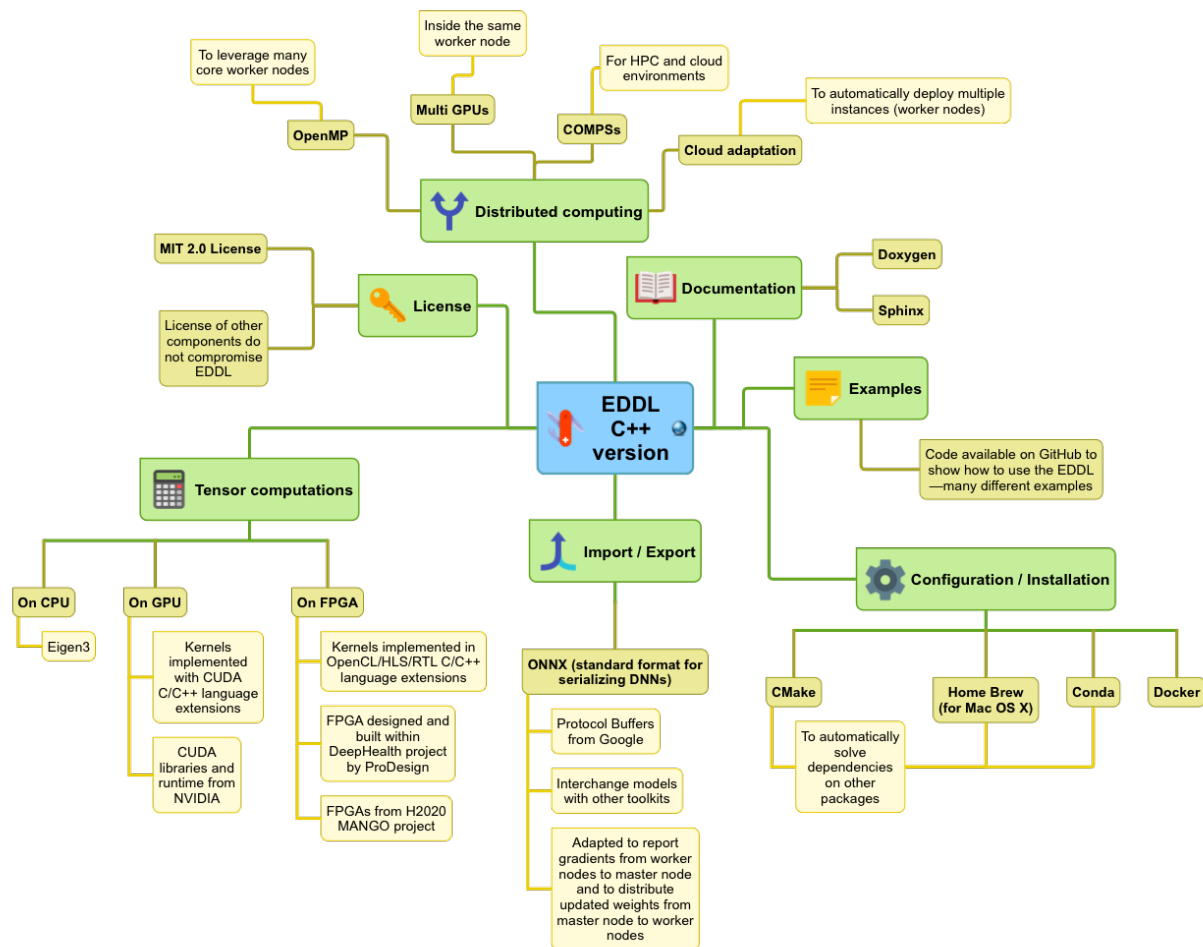 Inside the same
worker node
To leverage many
core worker nodes
For HPC and cloud
environments
To automatically deploy multiple
instances (worker nodes)
Multi GPUs
OpenMP
COMPSs
Cloud adaptation
Distributed computing
MIT 2.0 License
License of other
components do
not compromise
EDDL
License
Documentation
Doxygen
Sphinx
EDDL
C++
version
Examples
Code available on GitHub to
show how to use the EDDL
—many different examples
Tensor computations
On CPU
Eigen3
On GPU
Kernels
implemented
with CUDA
C/C++ language
extensions
CUDA
libraries and
runtime from
NVIDIA
On FPGA
Kernels implemented in
OpenCL/HLS/RTL C/C++
language extensions
FPGA designed and
built within
DeepHealth project
by ProDesign
FPGAs from H2020
MANGO project
Import / Export
ONNX (standard format for
serializing DNNs)
Protocol Buffers
from Google
Interchange models
with other toolkits
Adapted to report
gradients from worker
nodes to master node
and to distribute
updated weights from
master node to worker
nodes
Configuration / Installation
CMake
Home Brew
(for Mac OS X)
Conda
Docker
To automatically
solve
dependencies
on other
packages